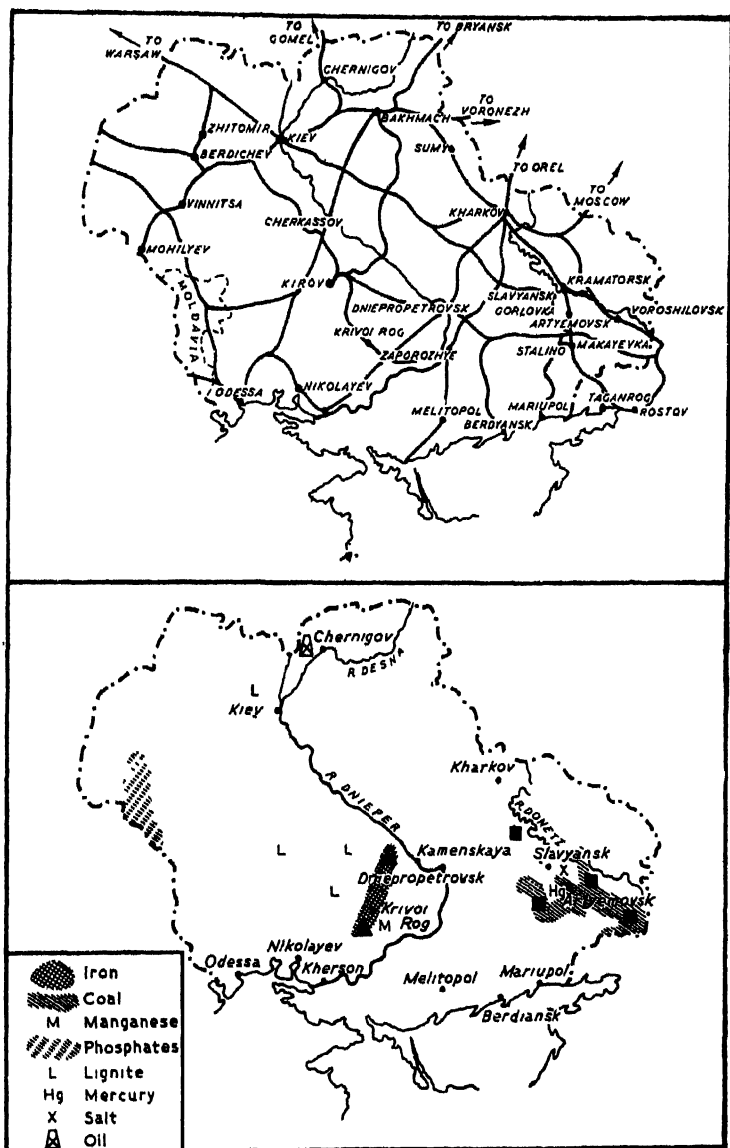 TO GOMEL
TO BRYANSK
TO WARSAW
CHERNIGOV
TO VORONEZH
BAKHMACH
ZHITOMIR
KIEV
SUMY
BERDICHEV
TO OREL
TO MOSCOW
VINNITSA
KHARKOV
CHERKASSOV
MOHILYEV
KIROV
KRAMATORSK
SLAVYANSK
MOLDAVIA
DNIEPROPETROVSK
GORLOVKA
VOROSHILOVSK
ARTYEMOVSK
KRIVOI ROG
STALINO
MAKAYEVKA
ZAPOROZHYE
ODESSA
NIKOLAYEV
MELITOPOL
MARIUPOL
TAGANROG
BERDYANSK
ROSTOV
Chernigov
R DESNA
L
Kiev
Kharkov
R. DNIEPER
R. DONETZ
L L
Kamenskaya
Slavyansk
Dniepropetrovsk
X
L
Hg
Artyemovsk
Krivoi
M Rog
Nikolayev
Odessa
Kherson
Melitopol
Mariupol
Berdiansk
Iron
Coal
M Manganese
Phosphates
L Lignite
Hg Mercury
X Salt
Oil